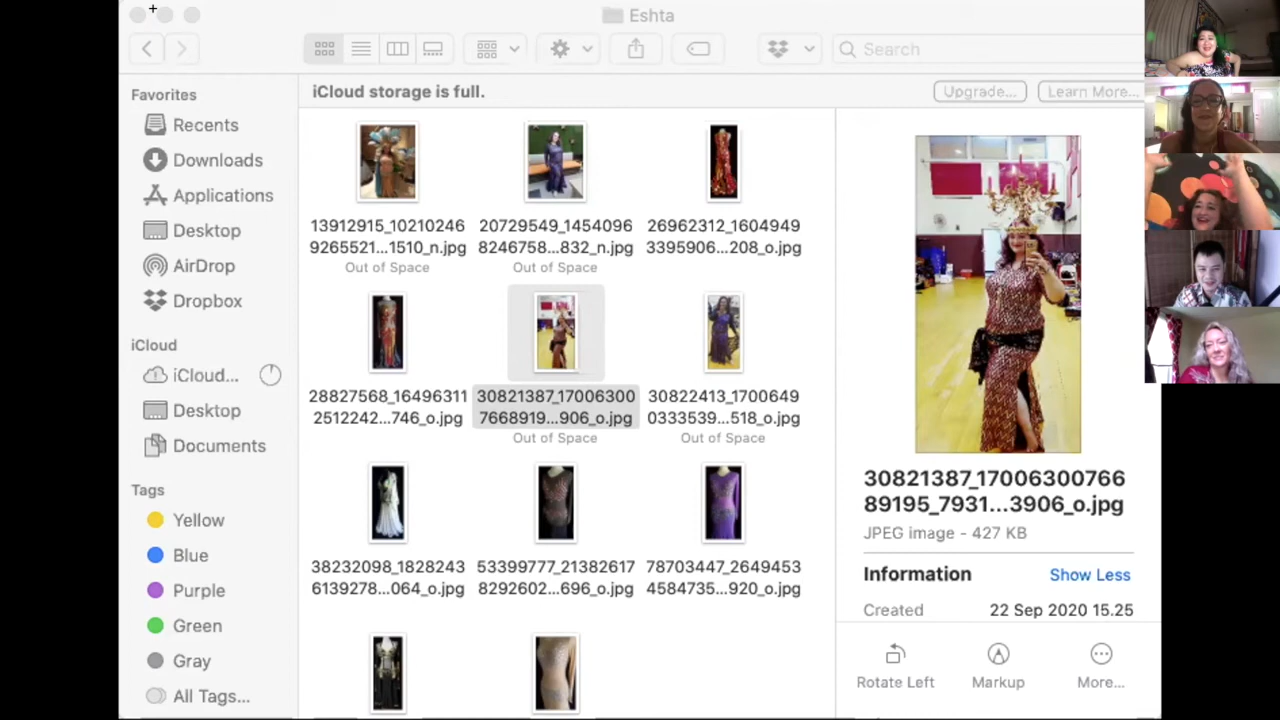 Eshta
Search
Favorites
Recents
Downloads
Applications
Desktop
AirDrop
Dropbox
iCloud
iCloud...
Desktop
Documents
Tags
Yellow
Blue
Purple
Green
Gray
All Tags...
iCloud storage is full.
Upgrade...
Learn More...
13912915_10210246
9265521...1510_n.jpg
Out of Space
20729549_1454096
8246758...832_n.jpg
Out of Space
26962312_1604949
3395906...208_o.jpg
28827568_16496311
2512242...746_o.jpg
30821387_17006300
7668919...906_o.jpg
Out of Space
30822413_1700649
0333539...518_o.jpg
Out of Space
38232098_1828243
6139278...064_o.jpg
53399777_21382617
8292602...696_o.jpg
78703447_2649453
4584735...920_o.jpg
30821387_1700630076​6
89195_7931...3906_o.jpg
JPEG image - 427 KB
Information
Show Less
Created
22 Sep 2020 15.25
Rotate Left
Markup
More...